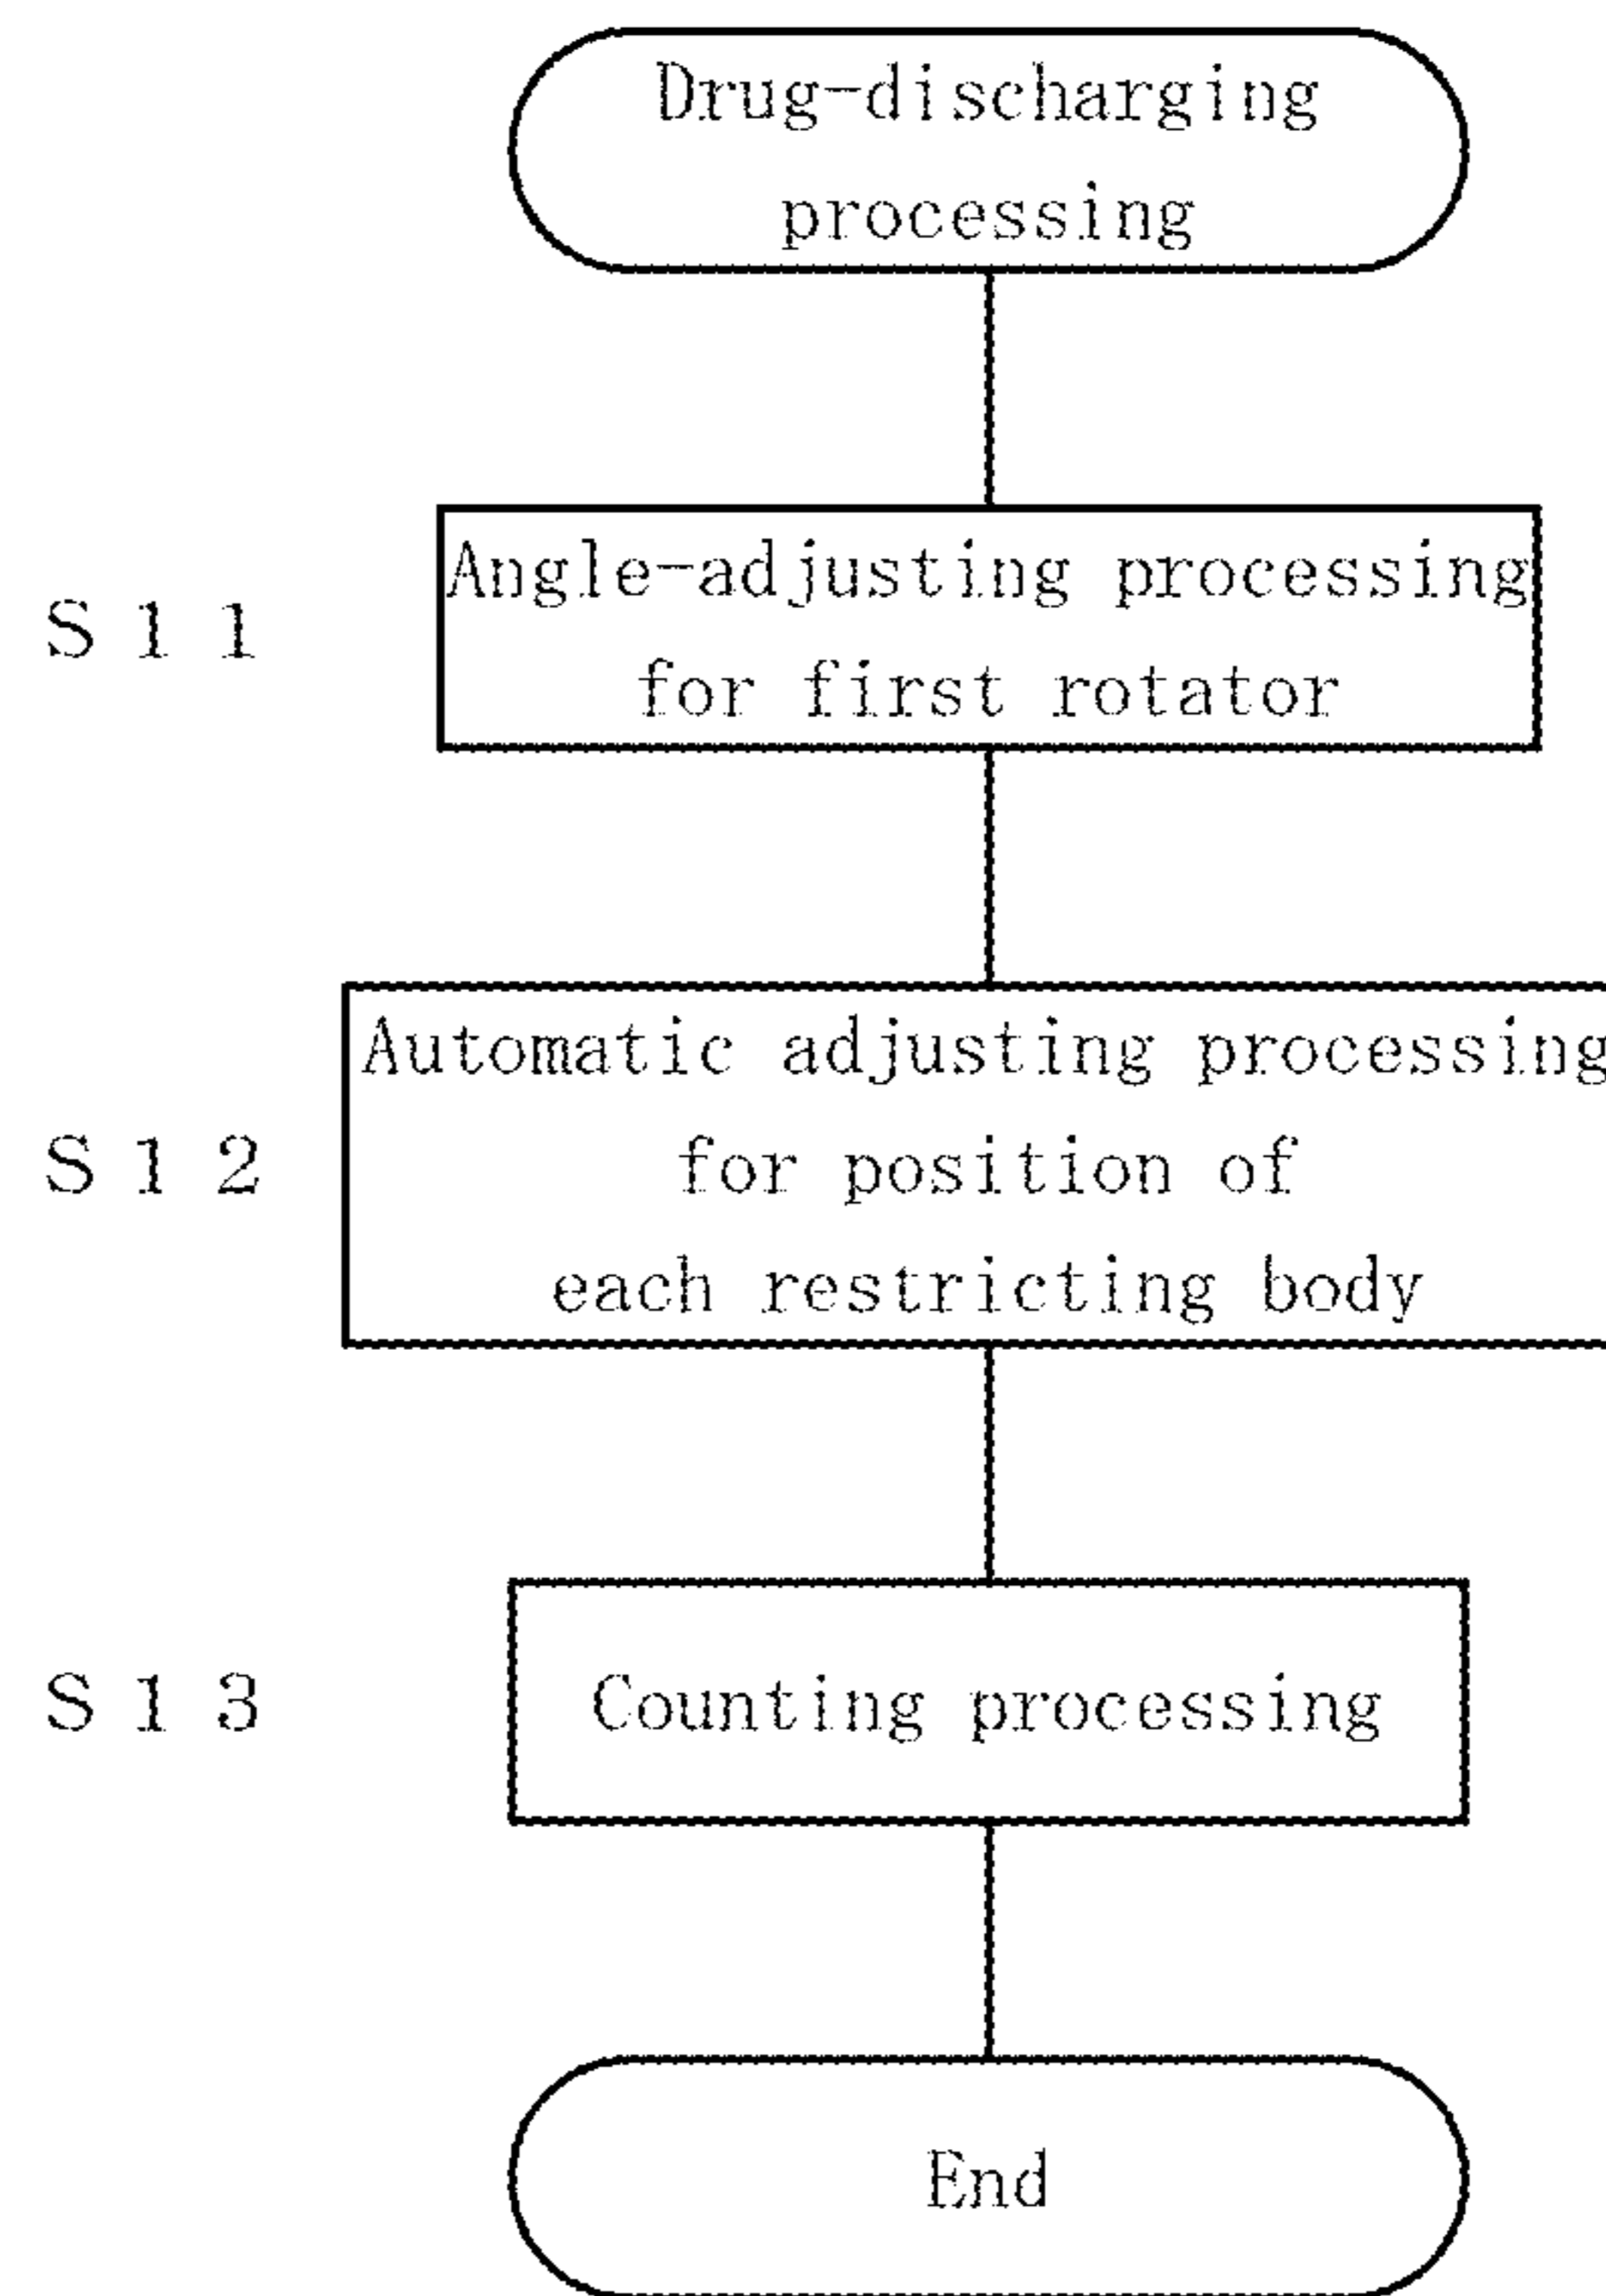 Drug-discharging
processing
S11
Angle-adjusting processing
for first rotator
S12
Automatic adjusting processing
for position of
each restricting body
S13
Counting processing
End